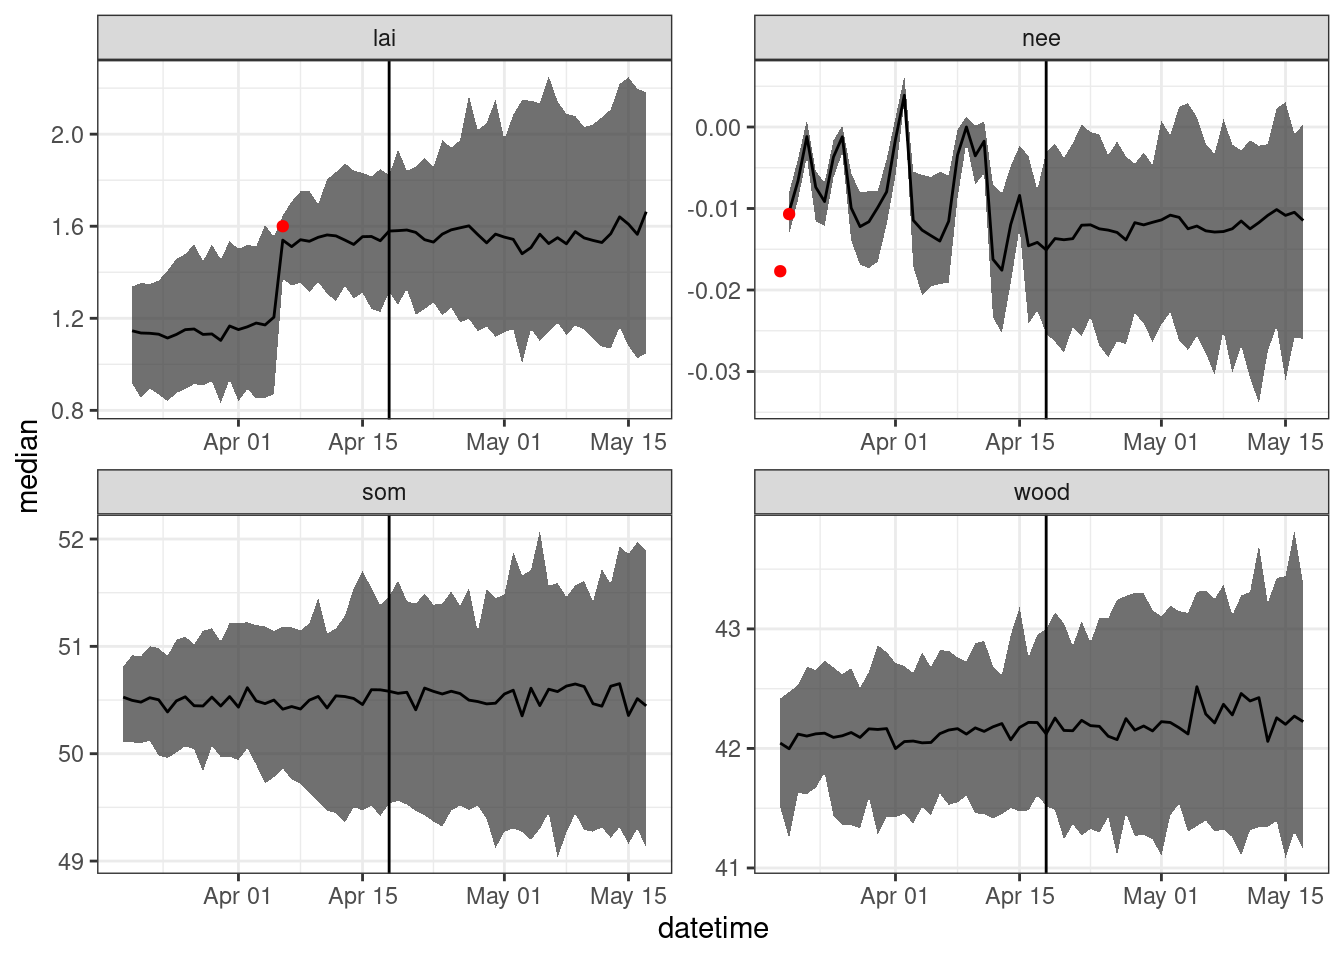 lai
nee
2.0
1.6
1.2
0.8
0.00
-0.01
-0.02
-0.03
Apr 01 Apr 15 May 01 May 15
Apr 01 Apr 15 May 01 May 15
median
som
wood
52
51
50
49
43
42
41
Apr 01 Apr 15 May 01 May 15
Apr 01 Apr 15 May 01 May 15
datetime